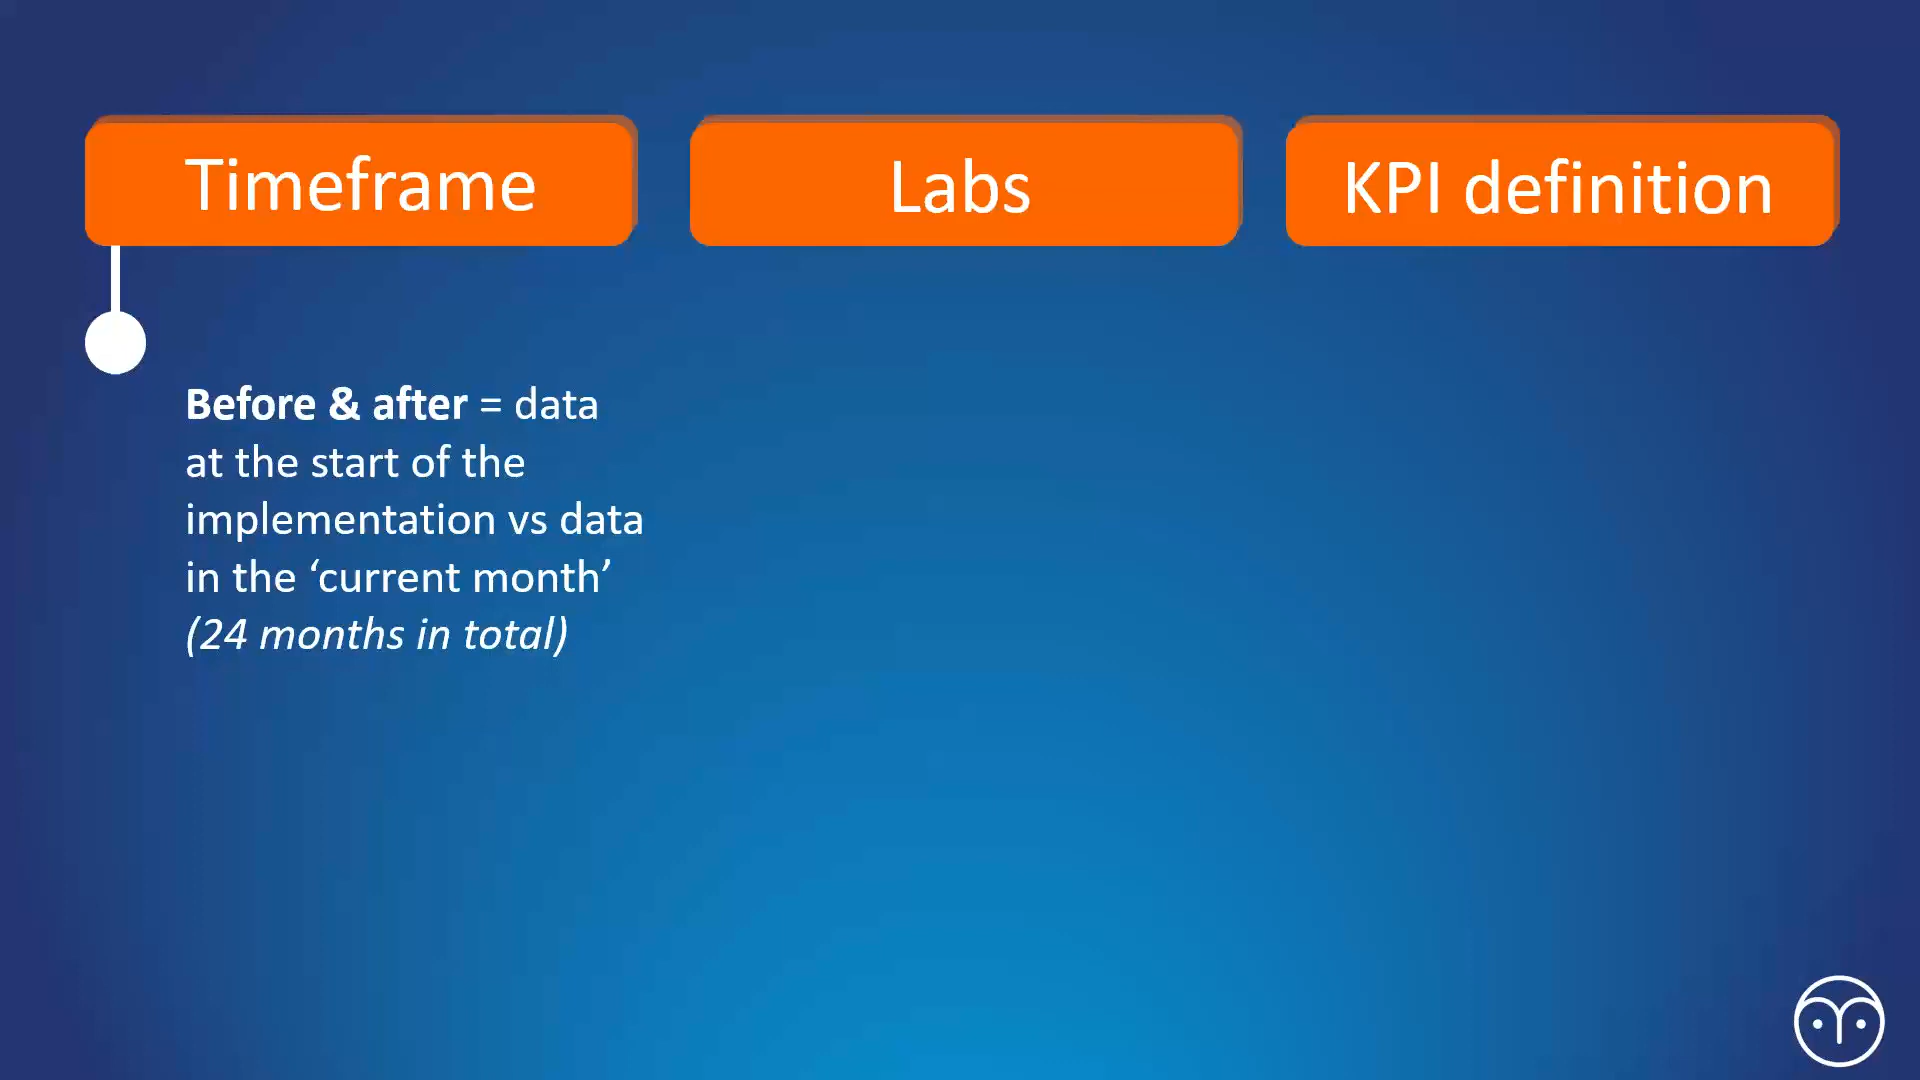 Timeframe
Labs
KPI definition
Before & after = data
at the start of the
implementation vs data
in the ‘current month’
(24 months in total)